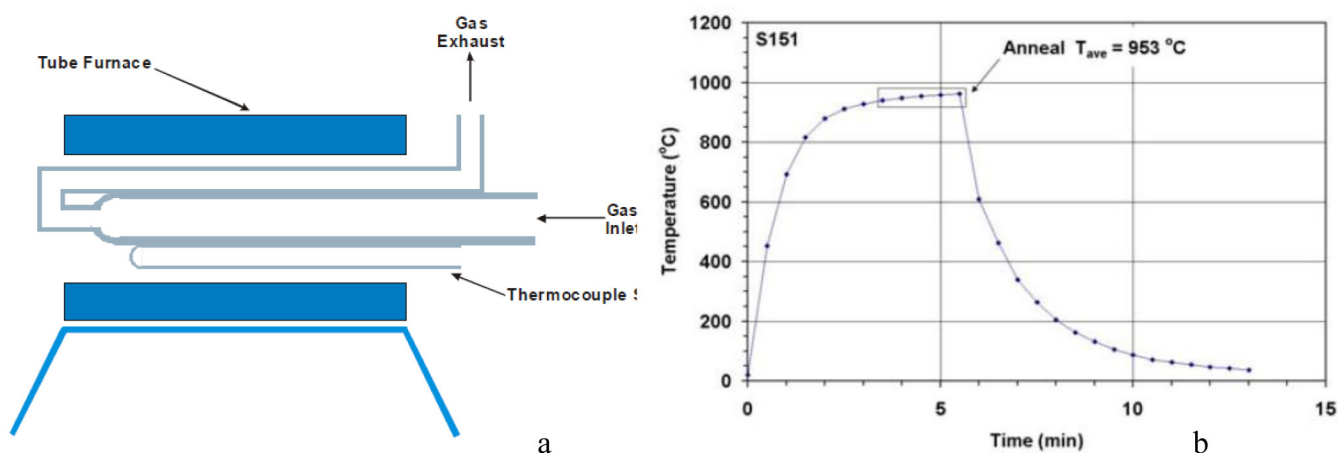 Gas
Exhaust
Tube Furnace
Gas
Inlet
Thermocouple
a
S151
Anneal Tave = 953 °C
Temperature (°C)
1200
1000
800
600
400
200
0
0 5 10 15
Time (min)
b